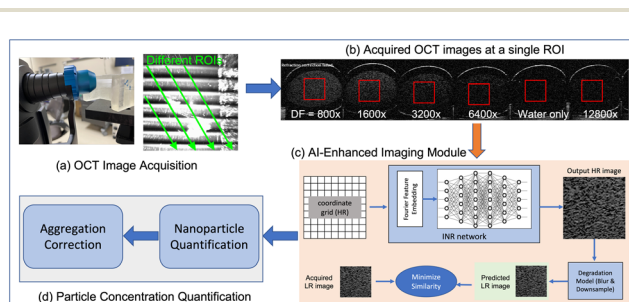 (b) Acquired OCT images at a single ROI
Different ROIs
DF = 800x
1600x
3200x
6400x
Water only
12800x
(a) OCT Image Acquisition
(c) AI-Enhanced Imaging Module
Output HR image
coordinate
grid (HR)
Fourier Feature
Embedding
INR network
Aggregation
Correction
Nanoparticle
Quantification
Acquired
LR image
Minimize
Similarity
Predicted
LR image
Degradation
Model (Blur &
Downsample)
(d) Particle Concentration Quantification